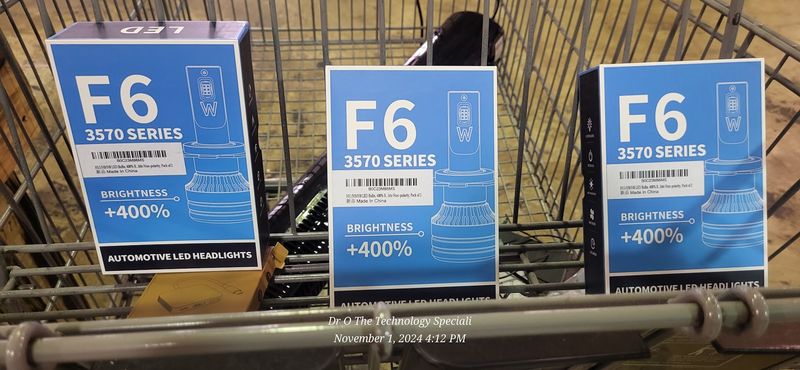 LED
F6
3570 SERIES
Made In China
BRIGHTNESS
+400%
AUTOMOTIVE LED HEADLIGHTS
W
F6
3570 SERIES
Made In China
BRIGHTNESS
+400%
AUTOMOTIVE LED HEADLIGHTS
W
F6
3570 SERIES
Made In China
BRIGHTNESS
+400%
AUTOMOTIVE LED HEADLIGHTS
W
Dr O The Technology Speciali
November 1, 2024 4:12 PM